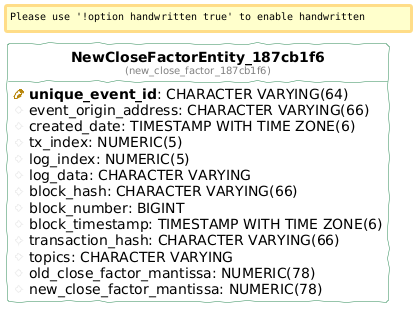 Please use '!option handwritten true' to enable handwritten
NewCloseFactorEntity_187cb1f6
(new_close_factor_187cb1f6)
unique_event_id: CHARACTER VARYING(64)
event_origin_address: CHARACTER VARYING(66)
created_date: TIMESTAMP WITH TIME ZONE(6)
tx_index: NUMERIC(5)
log_index: NUMERIC(5)
log_data: CHARACTER VARYING
block_hash: CHARACTER VARYING(66)
block_number: BIGINT
block_timestamp: TIMESTAMP WITH TIME ZONE(6)
transaction_hash: CHARACTER VARYING(66)
topics: CHARACTER VARYING
old_close_factor_mantissa: NUMERIC(78)
new_close_factor_mantissa: NUMERIC(78)